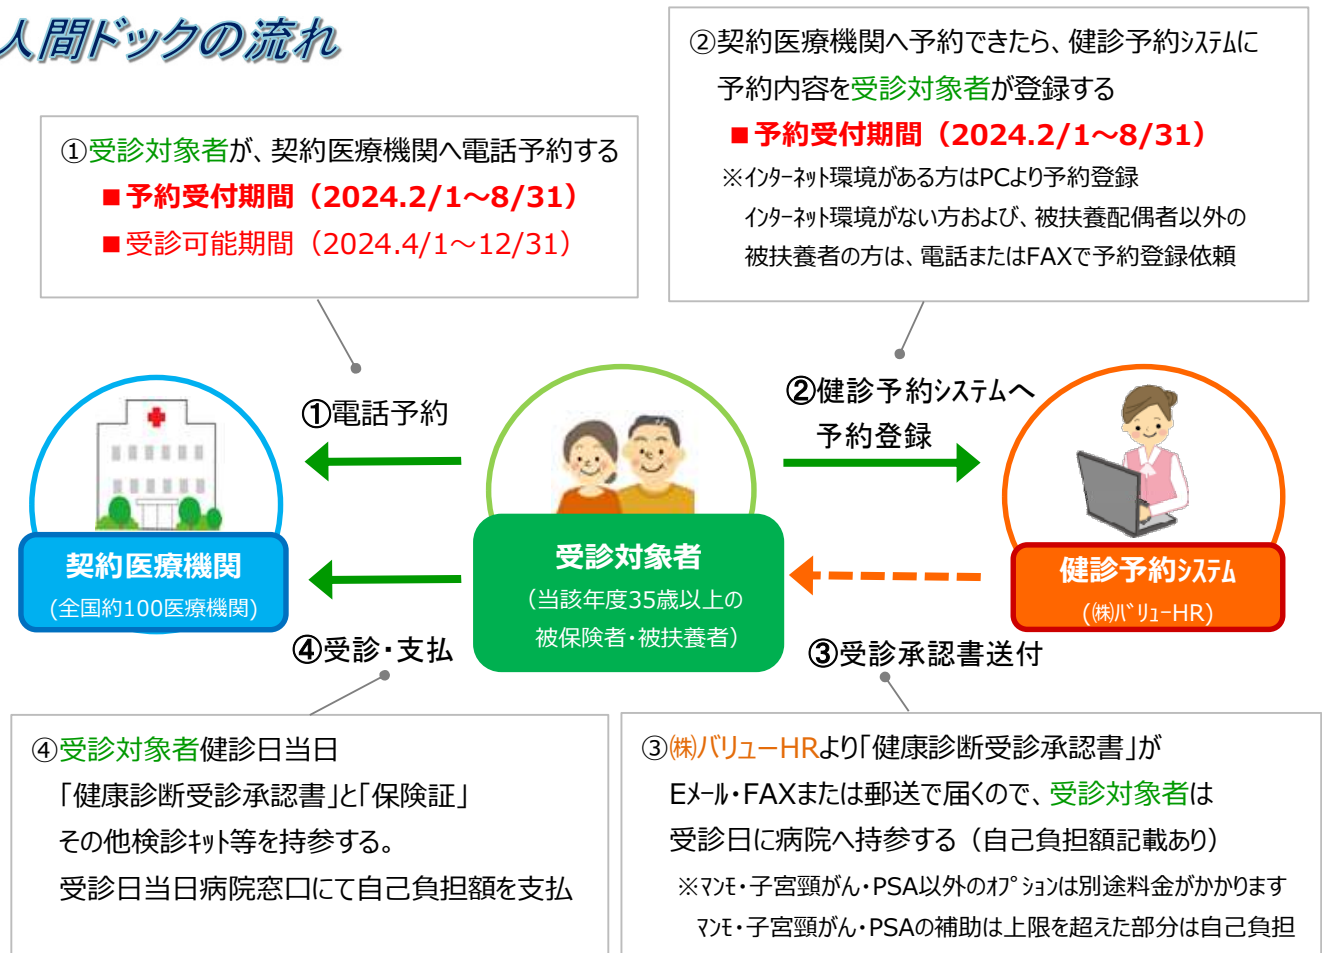 人間ドックの流れ
①受診対象者が、契約医療機関へ電話予約する
■予約受付期間（2024.2/1～8/31）
■受診可能期間（2024.4/1～12/31）
②契約医療機関へ予約できたら、健診予約ｼｽﾃﾑに
予約内容を受診対象者が登録する
■予約受付期間（2024.2/1～8/31）
※ｲﾝﾀｰﾈｯﾄ環境がある方はPCより予約登録
ｲﾝﾀｰﾈｯﾄ環境がない方および、被扶養配偶者以外の
被扶養者の方は、電話またはFAXで予約登録依頼
①電話予約
②健診予約ｼｽﾃﾑへ
予約登録
契約医療機関
(全国約100医療機関)
受診対象者
（当該年度35歳以上の
被保険者・被扶養者）
健診予約ｼｽﾃﾑ
(㈱ﾊﾞﾘｭｰHR)
④受診・支払
③受診承認書送付
④受診対象者健診日当日
「健康診断受診承認書」と「保険証」
その他検診ｷｯﾄ等を持参する。
受診日当日病院窓口にて自己負担額を支払
③㈱バリューHRより「健康診断受診承認書」が
Eﾒｰﾙ・FAXまたは郵送で届くので、受診対象者は
受診日に病院へ持参する（自己負担額記載あり）
※ﾏﾝﾓ・子宮頸がん・PSA以外のｵﾌﾟｼｮﾝは別途料金がかかります
ﾏﾝﾓ・子宮頸がん・PSAの補助は上限を超えた部分は自己負担